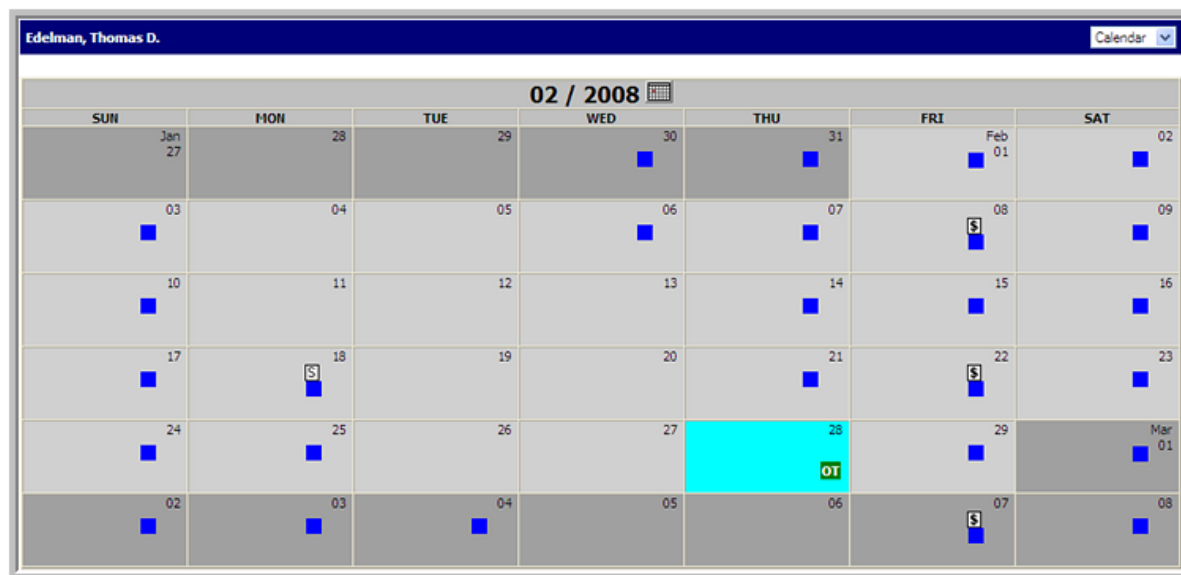 Edelman, Thomas D.
Calendar
02 / 2008
SUN MON TUE WED THU FRI SAT
Jan 27 28 29 30 31 Feb 01 02
03 04 05 06 07 08 09
$
10 11 12 13 14 15 16
17 18 19 20 21 22 23
S $
24 25 26 27 28 29 Mar 01
OT
02 03 04 05 06 07 08
$